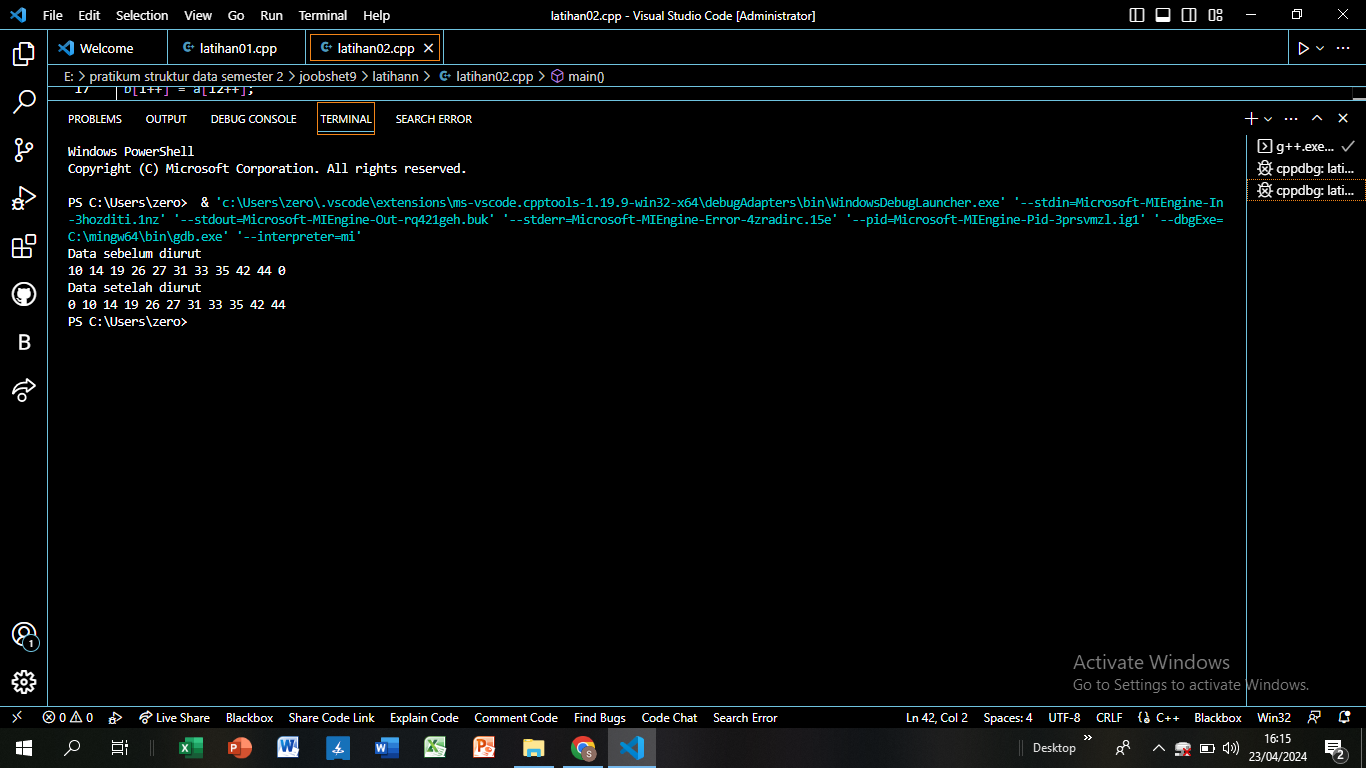 File Edit Selection View Go Run Terminal Help latihan02.cpp - Visual Studio Code [Administrator]
Welcome latihan01.cpp latihan02.cpp
E: > pratikum struktur data semester 2 > joobshet9 > latihann > latihan02.cpp > main()
17 b[i++] = a[i2++];
PROBLEMS OUTPUT DEBUG CONSOLE TERMINAL SEARCH ERROR
g++.exe...
cppdbg: lati...
cppdbg: lati...
Windows PowerShell
Copyright (C) Microsoft Corporation. All rights reserved.
PS C:\Users\zero> & 'c:\Users\zero\.vscode\extensions\ms-vscode.cpptools-1.19.9-win32-x64\debugAdapters\bin\WindowsDebugLauncher.exe' '--stdin=Microsoft-MIEngine-In
-3hozditi.1nz' '--stdout=Microsoft-MIEngine-Out-rq421geh.buk' '--stderr=Microsoft-MIEngine-Error-4zradirc.15e' '--pid=Microsoft-MIEngine-Pid-3prsvmzl.ig1' '--dbgExe=
C:\mingw64\bin\gdb.exe' '--interpreter=mi'
Data sebelum diurut
10 14 19 26 27 31 33 35 42 44 0
Data setelah diurut
0 10 14 19 26 27 31 33 35 42 44
PS C:\Users\zero>
B
1
Activate Windows
Go to Settings to activate Windows.
0 0 Live Share Blackbox Share Code Link Explain Code Comment Code Find Bugs Code Chat Search Error Ln 42, Col 2 Spaces: 4 UTF-8 CRLF {} C++ Blackbox Win32
Desktop 16:15
23/04/2024 2